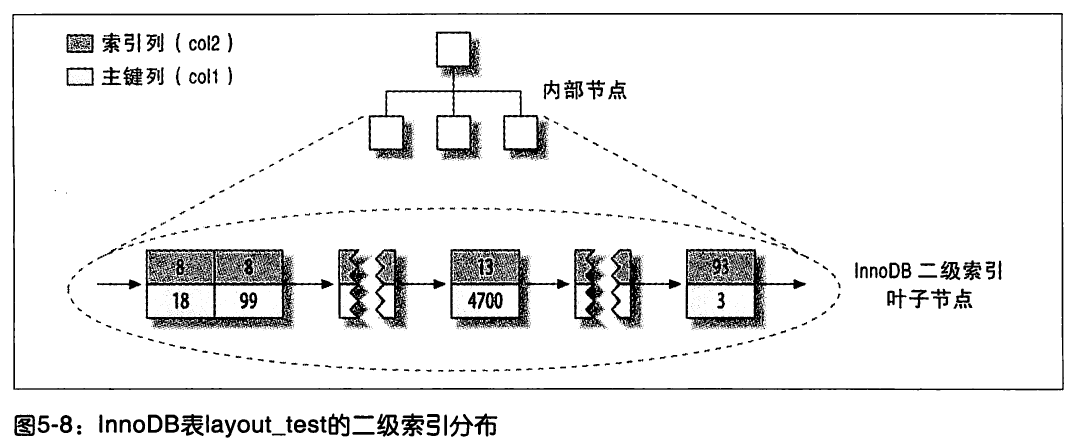 索引列（col2）
主键列（col1）
内部节点
8 8 13 93
18 99 4700 3
InnoDB 二级索引
叶子节点
图5-8：InnoDB表layout_test的二级索引分布